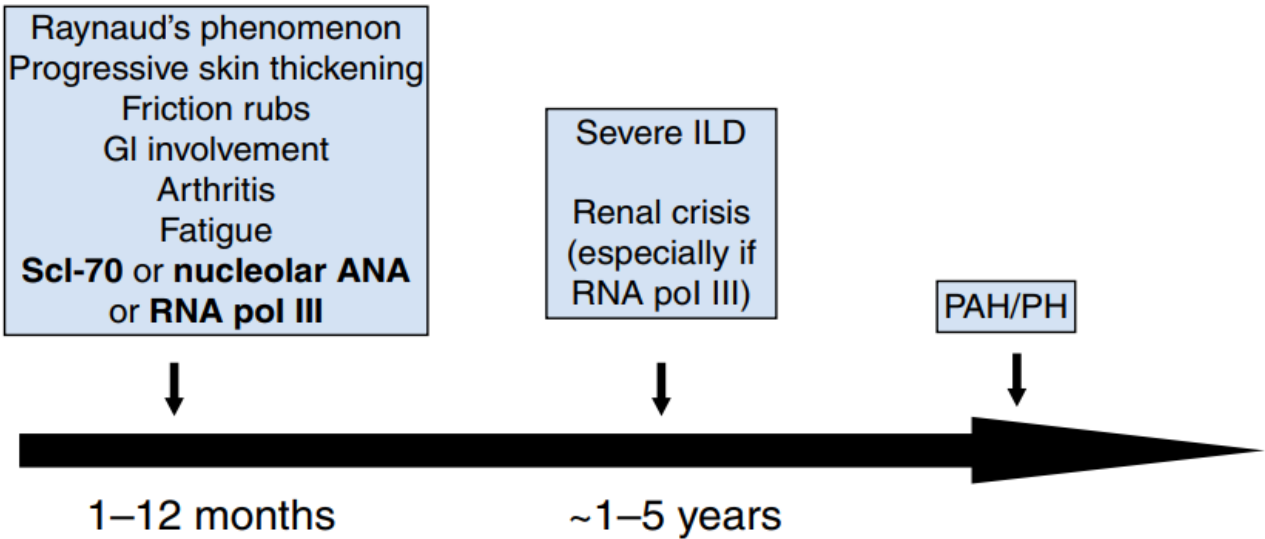 Raynaud’s phenomenon
Progressive skin thickening
Friction rubs
GI involvement
Arthritis
Fatigue
Scl-70 or nucleolar ANA
or RNA pol III
Severe ILD
Renal crisis
(especially if
RNA pol III)
PAH/PH
1–12 months
~1–5 years